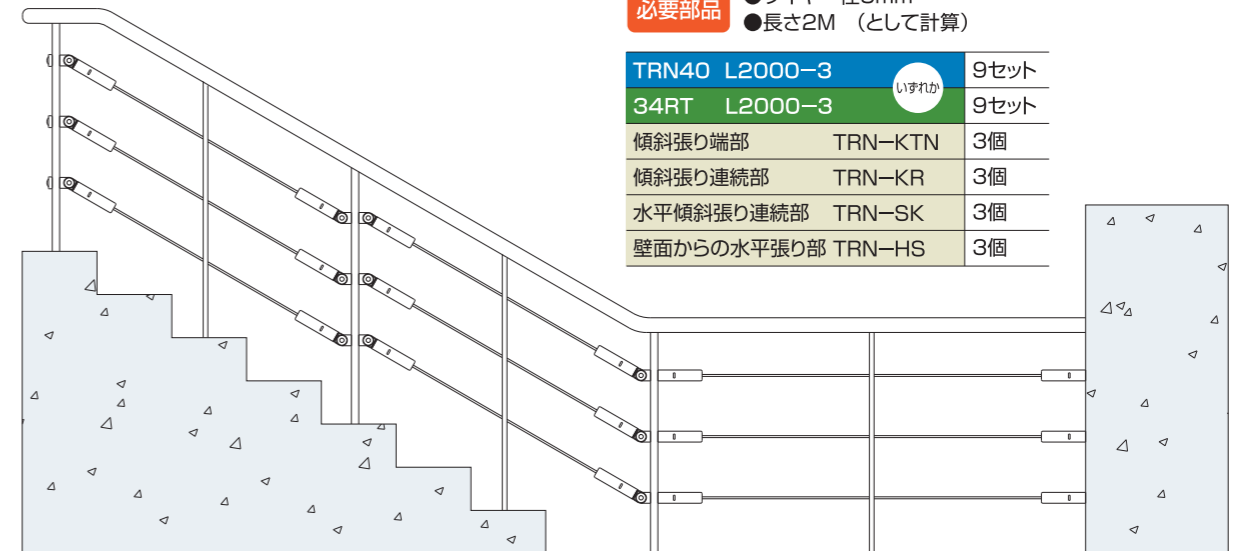 必要部品
●長さ2M （として計算）
TRN40 L2000−3 いずれか 9セット
34RT L2000−3 9セット
傾斜張り端部 TRN−KTN 3個
傾斜張り連続部 TRN−KR 3個
水平傾斜張り連続部 TRN−SK 3個
壁面からの水平張り部 TRN−HS 3個